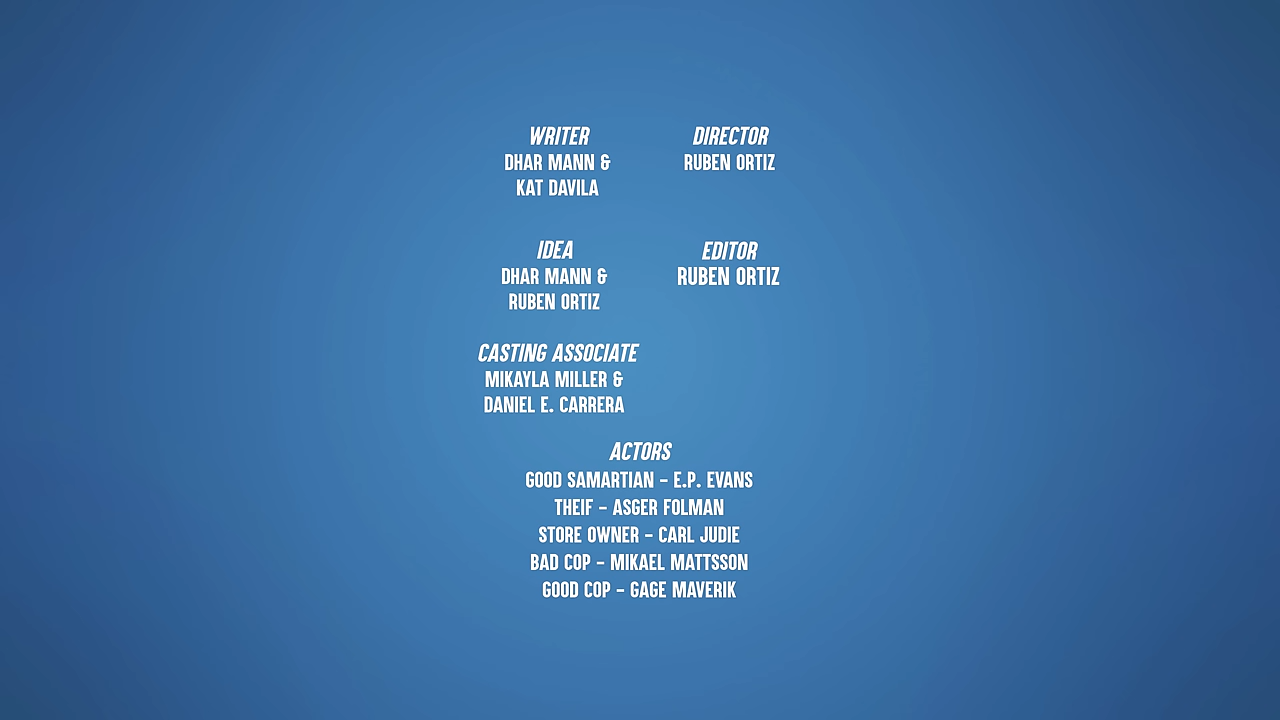 WRITER
DHAR MANN &
KAT DAVILA
DIRECTOR
RUBEN ORTIZ
IDEA
DHAR MANN &
RUBEN ORTIZ
EDITOR
RUBEN ORTIZ
CASTING ASSOCIATE
MIKAYLA MILLER &
DANIEL E. CARRERA
ACTORS
GOOD SAMARTIAN – E.P. EVANS
THEIF – ASGER FOLMAN
STORE OWNER – CARL JUDIE
BAD COP – MIKAEL MATTSSON
GOOD COP – GAGE MAVERIK